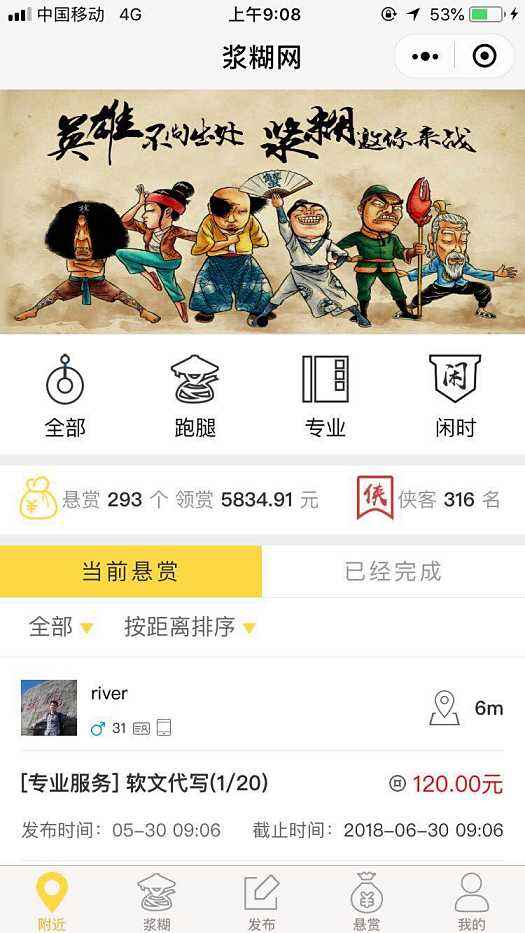 中国移动 4G 上午9:08 53%
浆糊网
英雄不问出处 浆糊邀你来战
全部 跑腿 专业 闲时
悬赏 293 个 领赏 5834.91 元 侠 侠客 316 名
当前悬赏 已经完成
全部 按距离排序
river
31 6m
[专业服务] 软文代写(1/20) 120.00元
发布时间：05-30 09:06 截止时间：2018-06-30 09:06
附近 浆糊 发布 悬赏 我的